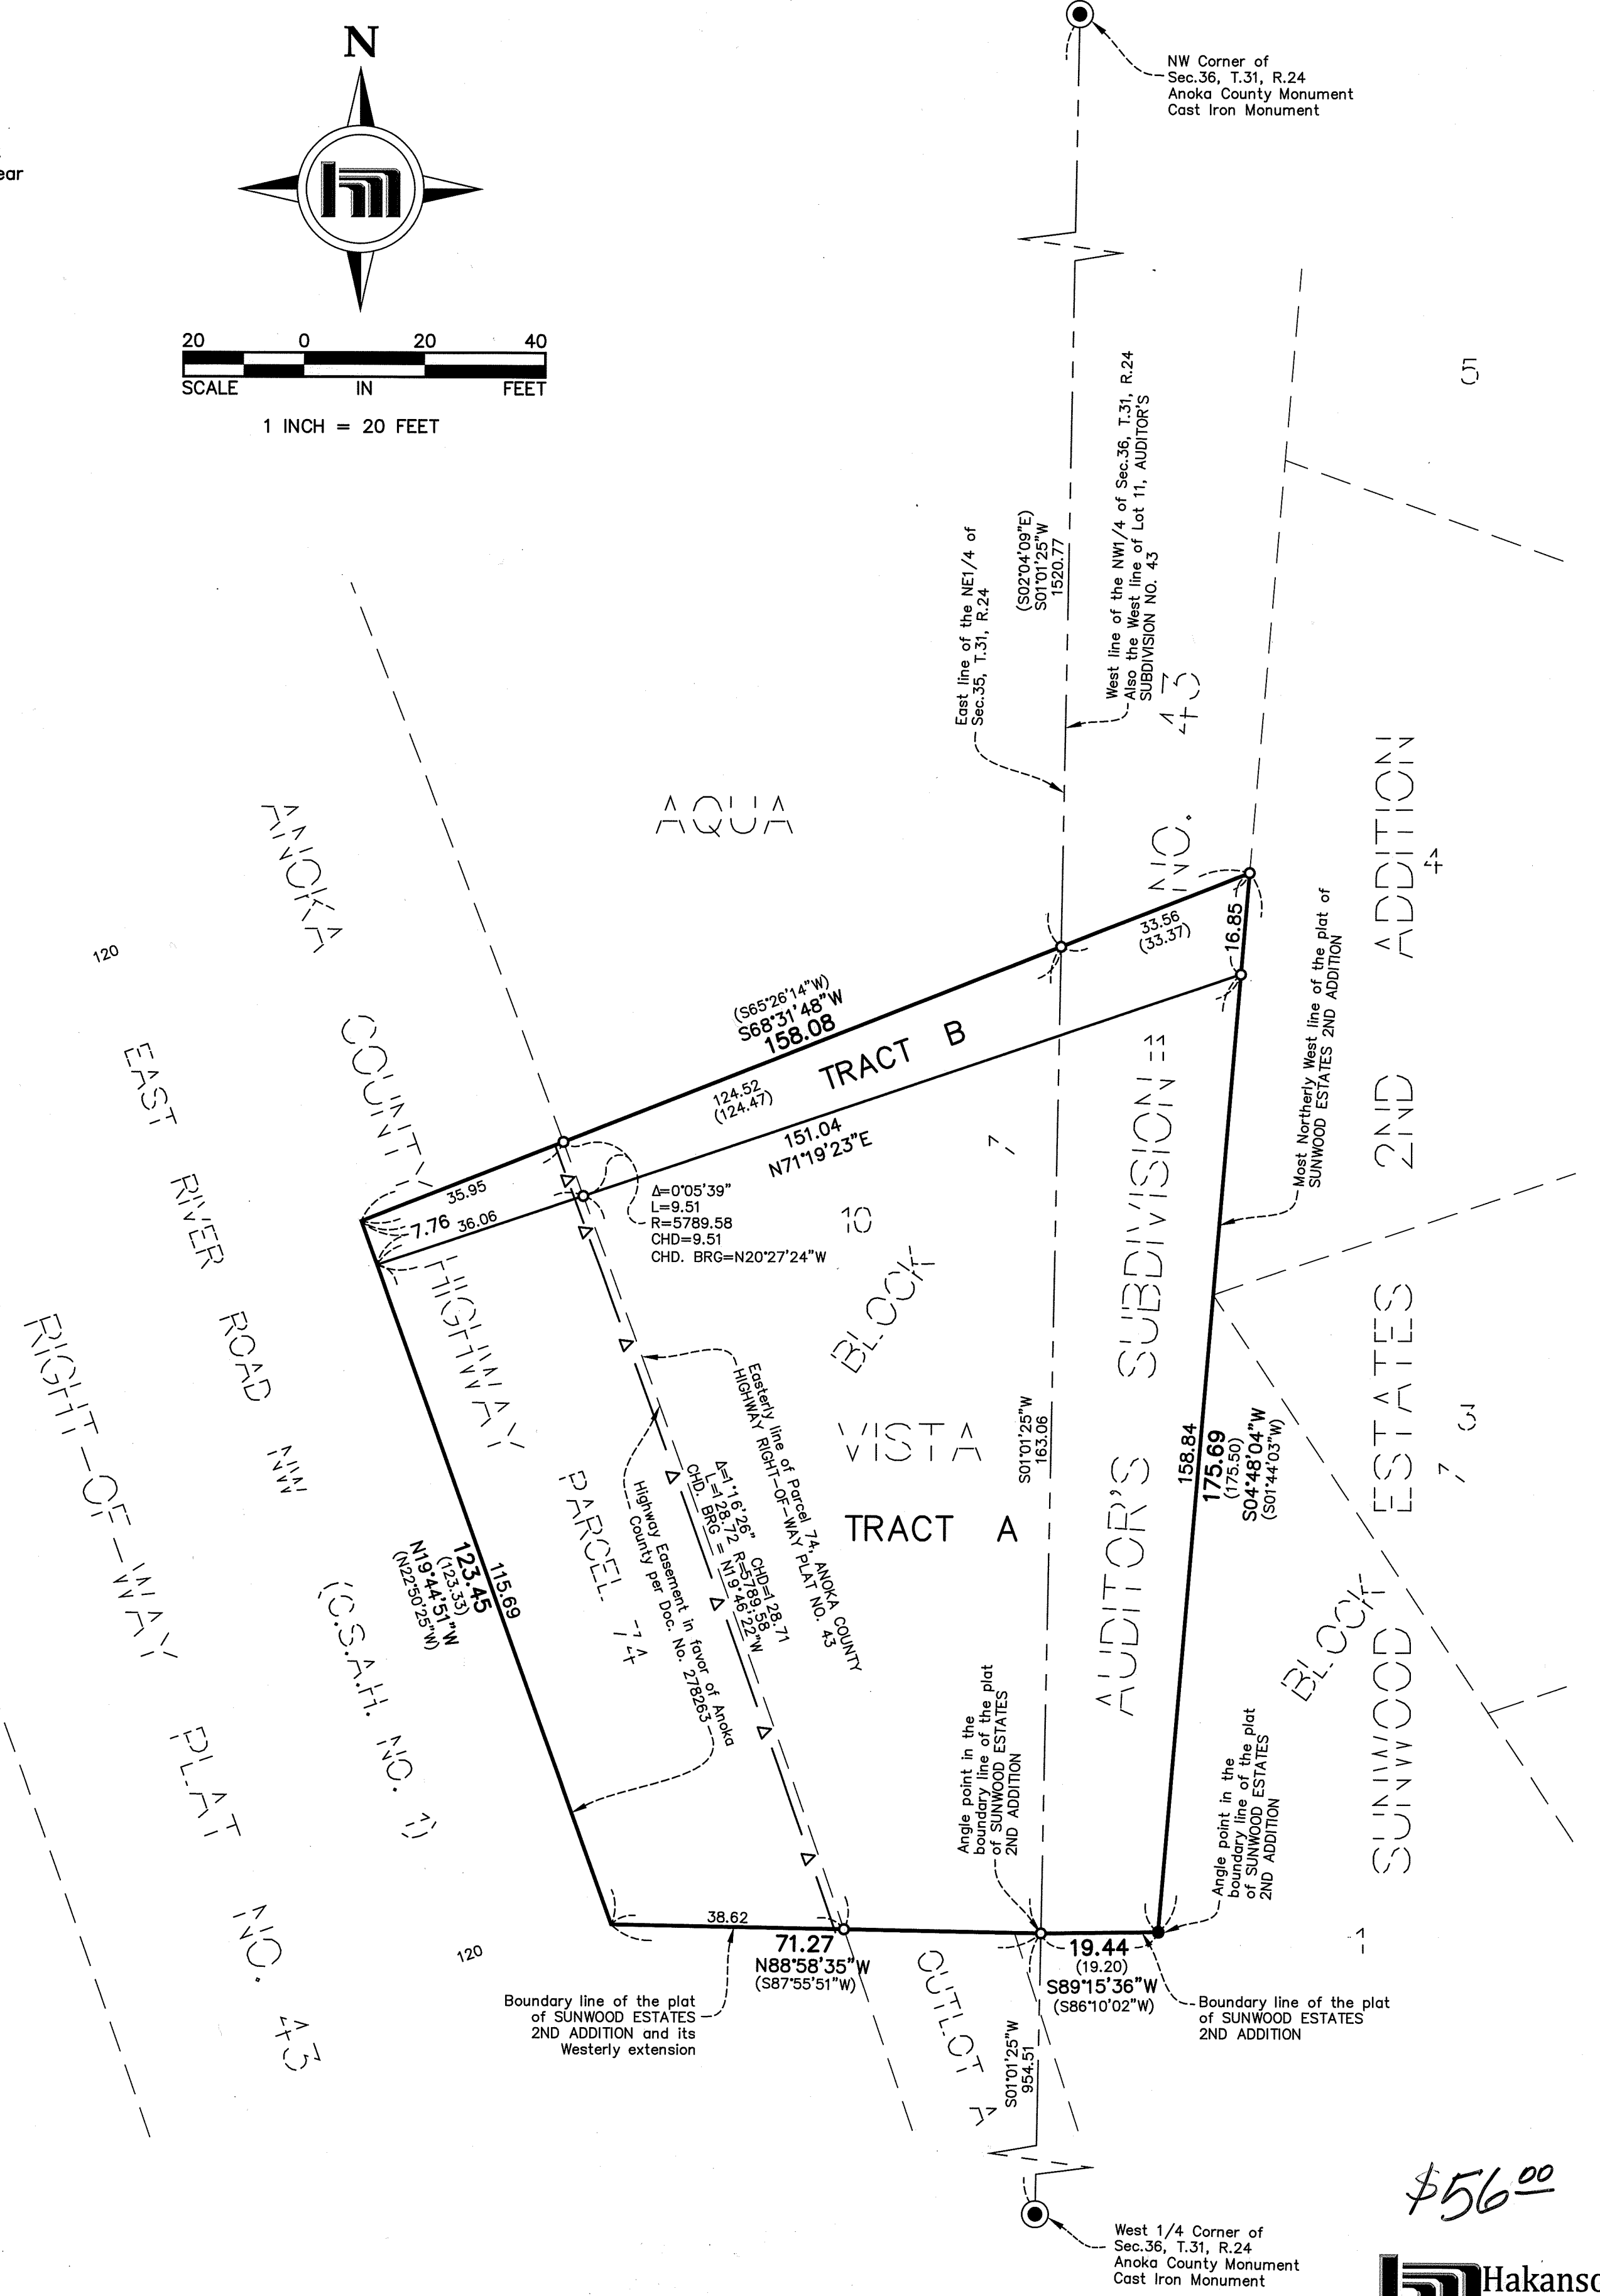 N
ear
20 0 20 40
SCALE IN FEET
1 INCH = 20 FEET
NW Corner of
Sec.36, T.31, R.24
Anoka County Monument
Cast Iron Monument
5
(S02°04'09"E)
S01°01'25"W
1520.77
East line of the NE1/4 of
Sec.35, T.31, R.24
West line of the NW1/4 of Sec.36, T.31, R.24
Also the West line of Lot 11, AUDITOR'S
SUBDIVISION NO. 43
AUDITOR'S SUBDIVISION NO. 43
11
AQUA VISTA
SUNWOOD ESTATES 2ND ADDITION
4
33.56
(33.37)
16.85
Most Northerly West line of the plat of
SUNWOOD ESTATES 2ND ADDITION
(S65°26'14"W)
S68°31'48"W
158.08
TRACT B
124.52
(124.47)
151.04
N71°19'23"E
1
120
ANOKA COUNTY HIGHWAY
RIGHT-OF-WAY PLAT NO. 43
EAST RIVER ROAD NW
(C.S.A.H. NO. 1)
35.95
7.76
36.06
Δ=0°05'39"
L=9.51
R=5789.58
CHD=9.51
CHD. BRG=N20°27'24"W
10
BLOCK
Easterly line of Parcel 74, ANOKA COUNTY
HIGHWAY RIGHT-OF-WAY PLAT NO. 43
Δ=1°16'26" CHD=128.71
L=128.72 R=5789.58
CHD. BRG = N19°46'22"W
Highway Easement in favor of Anoka
County per Doc. No. 278263
PARCEL 74
115.69
123.45
(123.33)
N19°44'51"W
(N22°50'25"W)
TRACT A
S01°01'25"W
163.06
158.84
175.69
(175.50)
S04°48'04"W
(S01°44'03"W)
3
1
BLOCK
Angle point in the
boundary line of the plat
of SUNWOOD ESTATES
2ND ADDITION
Angle point in the
boundary line of the plat
of SUNWOOD ESTATES
2ND ADDITION
1
120
38.62
71.27
N88°58'35"W
(S87°55'51"W)
19.44
(19.20)
S89°15'36"W
(S86°10'02"W)
Boundary line of the plat
of SUNWOOD ESTATES
2ND ADDITION and its
Westerly extension
Boundary line of the plat
of SUNWOOD ESTATES
2ND ADDITION
OUTLOT A
S01°01'25"W
954.51
$56.00
West 1/4 Corner of
Sec.36, T.31, R.24
Anoka County Monument
Cast Iron Monument
Hakanso